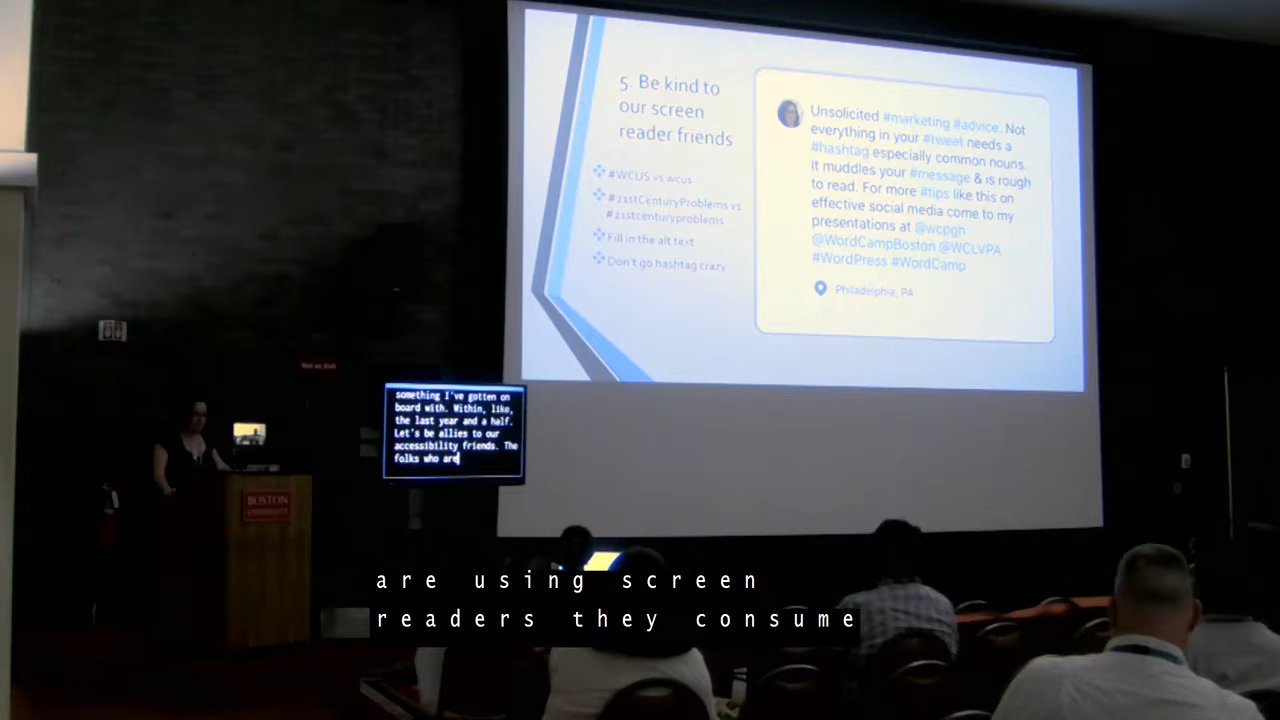 5. Be kind to
our screen
reader friends
#WCUS vs wcus
#21stCenturyProblems vs
#21stcenturyproblems
Fill in the alt text
Don't go hashtag crazy
Unsolicited #marketing #advice. Not
everything in your #tweet needs a
#hashtag especially common nouns.
It muddles your #message & is rough
to read. For more #tips like this on
effective social media come to my
presentations at @wcpgh
@WordCampBoston @WCLVPA
#WordPress #WordCamp
Philadelphia, PA
something I've gotten on
board with. Within, like,
the last year and a half.
Let's be allies to our
accessibility friends. The
folks who are
BOSTON
UNIVERSITY
are using screen
readers they consume